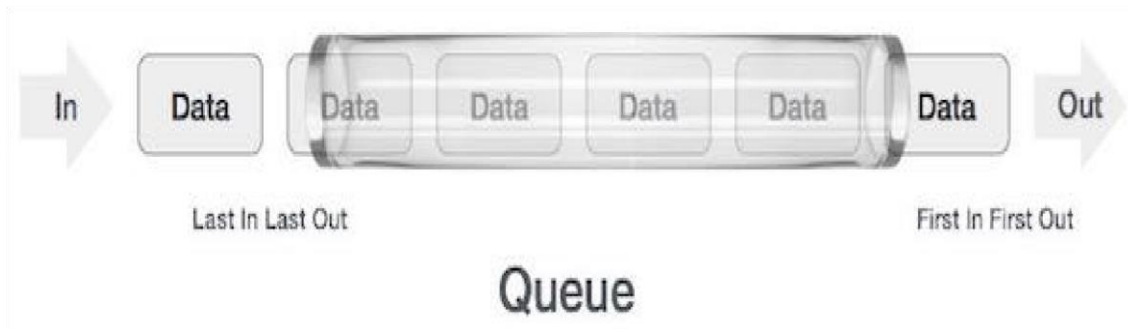 In Data Data Data Data Data Data Out
Last In Last Out First In First Out
Queue